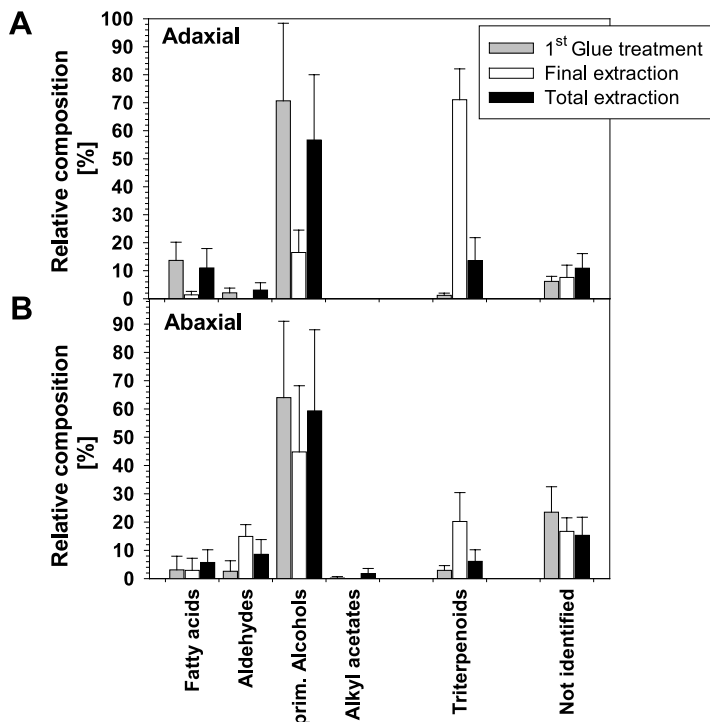 A
Adaxial
1st Glue treatment
Final extraction
Total extraction
Relative composition
[%]
100
90
80
70
60
50
40
30
20
10
0
B
Abaxial
Relative composition
[%]
90
80
70
60
50
40
30
20
10
0
Fatty acids
Aldehydes
prim. Alcohols
Alkyl acetates
Triterpenoids
Not identified